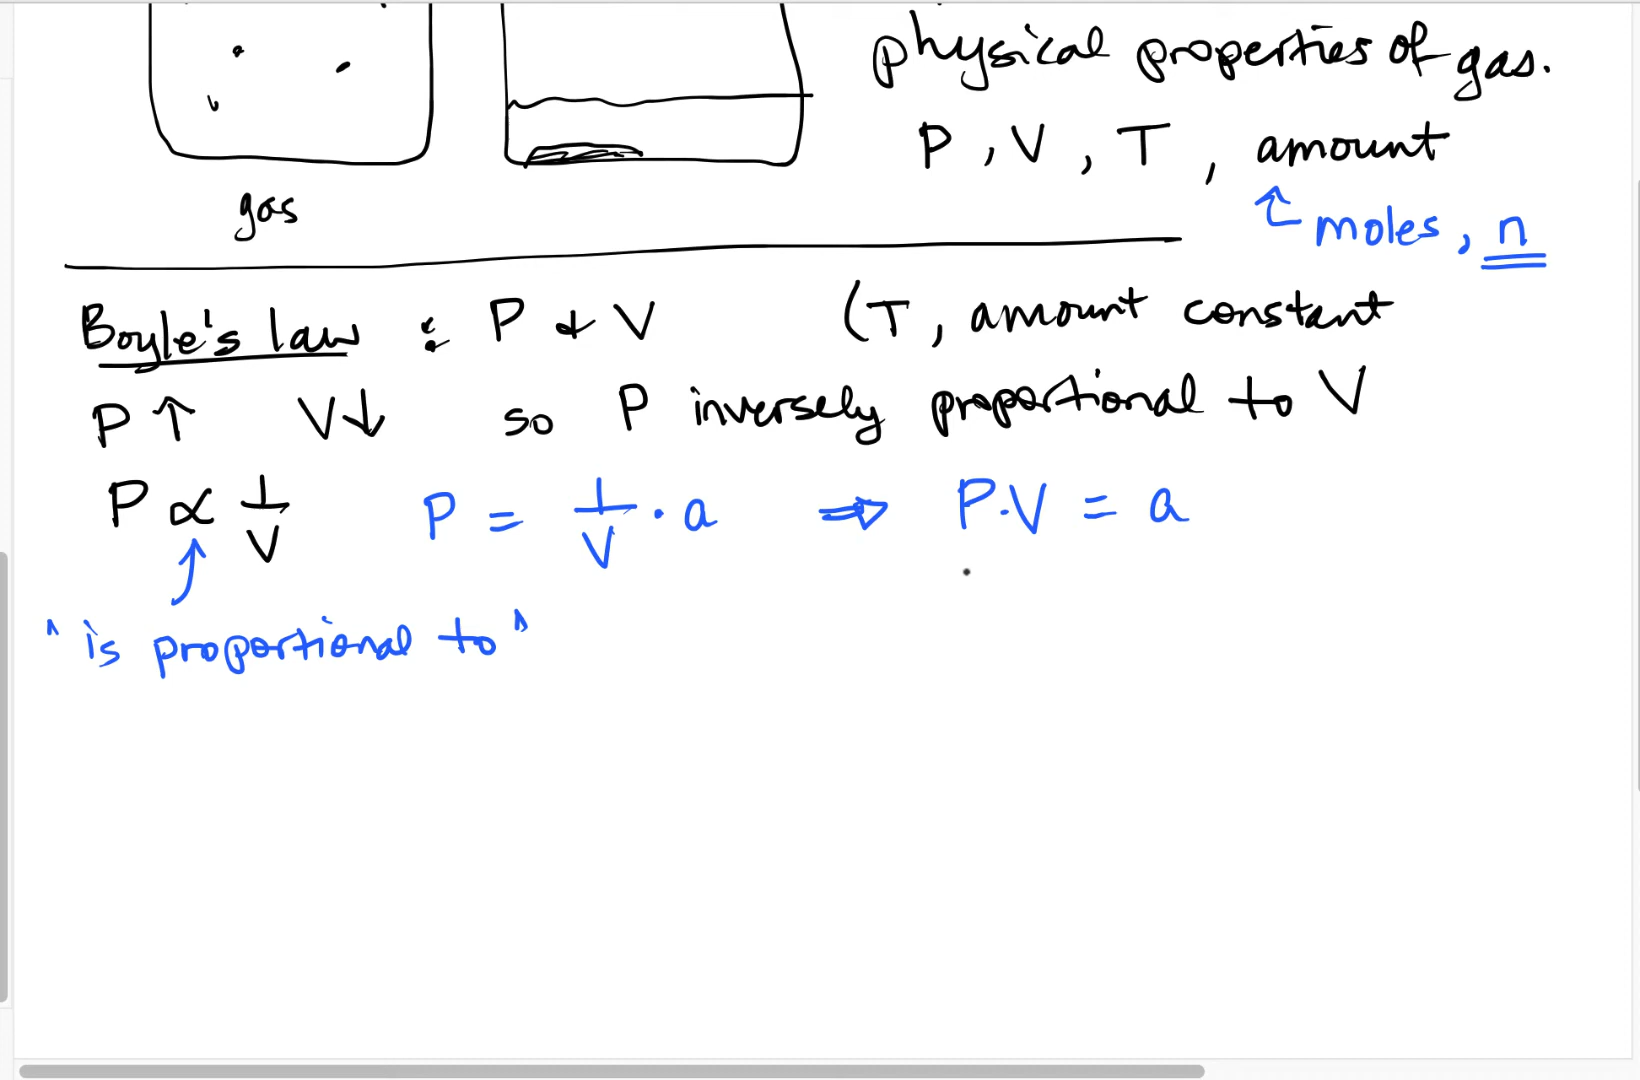 physical properties of gas.
P, V, T, amount
gas
moles, n
Boyle's law : P & V (T, amount constant
P ↑ V ↓ so P inversely proportional to V
P ∝ 1/V P = 1/V · a ⇒ P·V = a
"is proportional to"